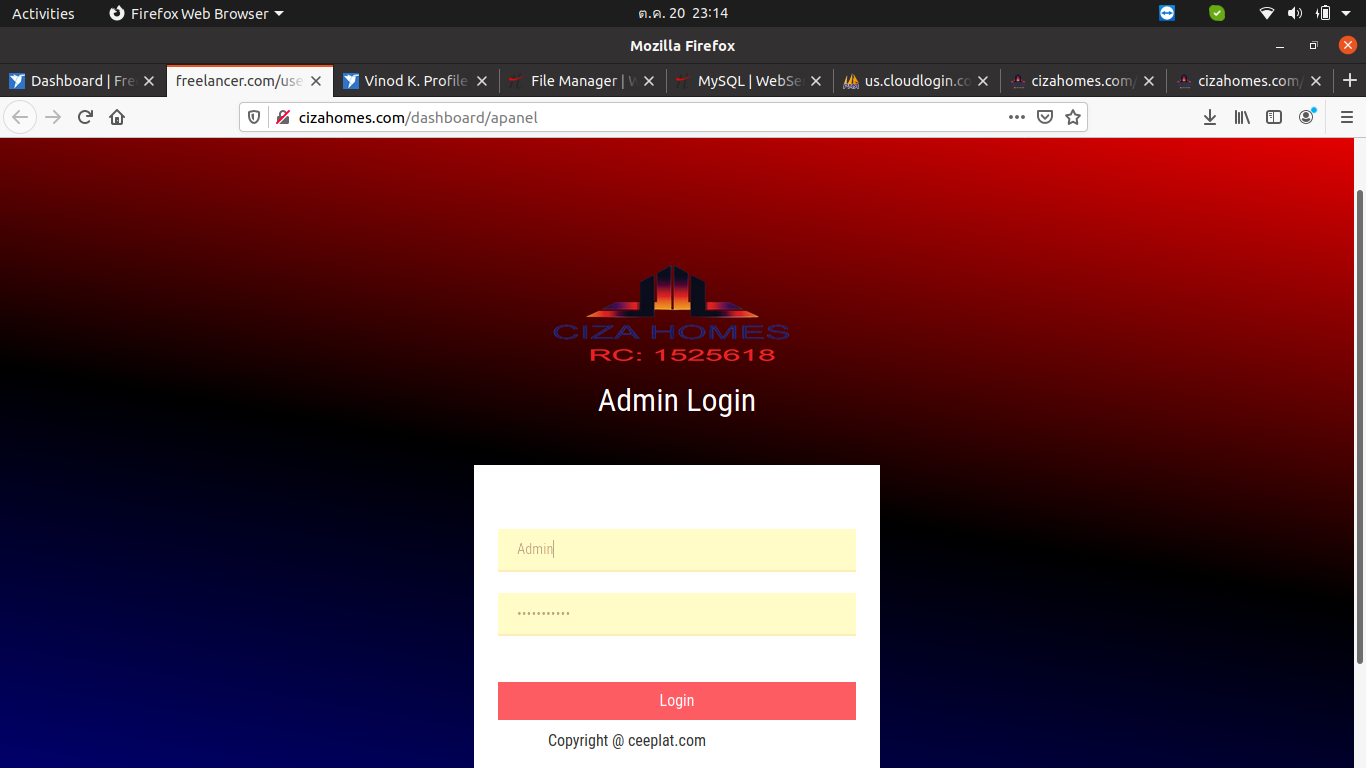 Activities Firefox Web Browser ต.ค. 20 23:14
Mozilla Firefox
Dashboard | Fre freelancer.com/use Vinod K. Profile File Manager | W MySQL | WebSe us.cloudlogin.co cizahomes.com/ cizahomes.com/
cizahomes.com/dashboard/apanel
CIZA HOMES
RC: 1525618
Admin Login
Admin
•••••••••••
Login
Copyright @ ceeplat.com